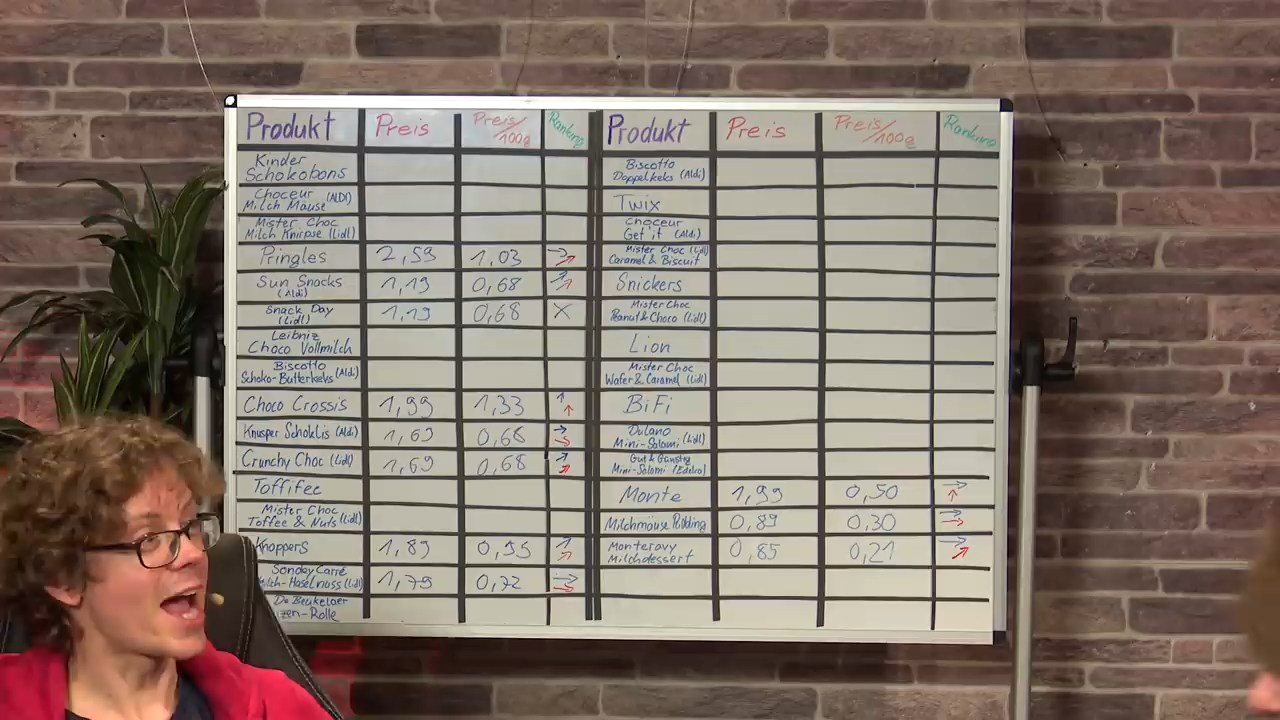 Produkt Preis Preis/100g Ranking
Kinder
Schokobons
Choceur (ALDI)
Milch Mäuse
Mister Choc
Milch Knirpse (Lidl)
Pringles 2,59 1,03
Sun Snacks 1,19 0,68
(Aldi)
Snack Day 1,19 0,68 X
(Lidl)
Leibniz
Choco Vollmilch
Biscotto
Schoko-Butterkeks (Aldi)
Choco Crossis 1,99 1,33
Knusper Schoklis (Aldi) 1,69 0,68
Crunchy Choc (Lidl) 1,69 0,68
Toffifee
Mister Choc
Toffee & Nuts (Lidl)
Knoppers 1,89 0,95
Sondey Carré
Milch-Haselnuss (Lidl) 1,79 0,72
De Beukelaer
zen-Rolle
Produkt Preis Preis/100g Ranking
Biscotto
Doppelkeks (Aldi)
Twix
Choceur
Get it (Aldi)
Mister Choc (Lidl)
Caramel & Biscuit
Snickers
Mister Choc
Peanut & Choco (Lidl)
Lion
Mister Choc
Wafer & Caramel (Lidl)
BiFi
Dulano
Mini-Salami (Lidl)
Gut & Günstig
Mini-Salami (Edeka)
Monte 1,99 0,50
Milchmäuse Pudding 0,89 0,30
Monteravy 0,85 0,21
Milchdessert